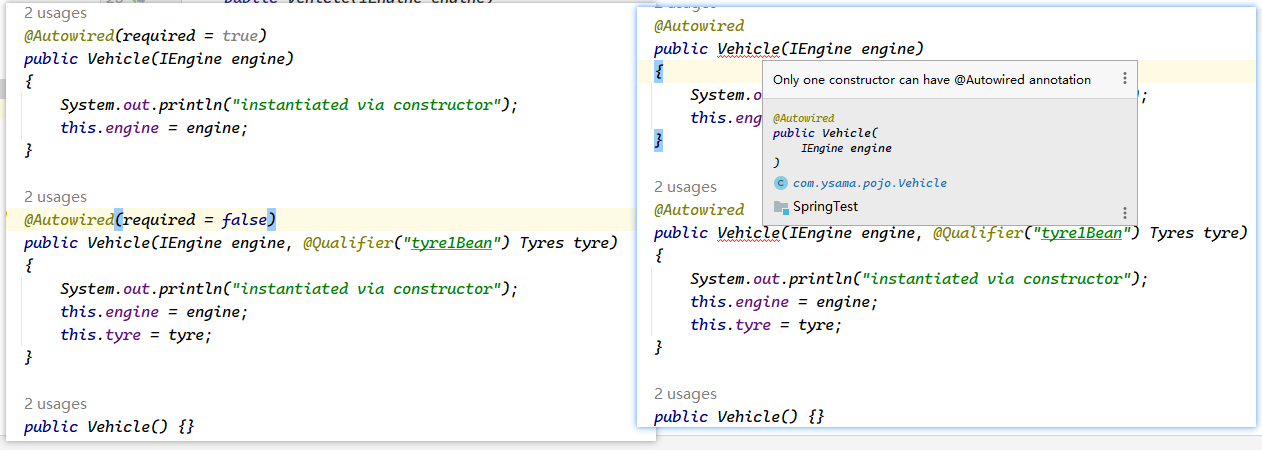 2 usages
@Autowired(required = true)
public Vehicle(IEngine engine)
{
System.out.println("instantiated via constructor");
this.engine = engine;
}
2 usages
@Autowired(required = false)
public Vehicle(IEngine engine, @Qualifier("tyre1Bean") Tyres tyre)
{
System.out.println("instantiated via constructor");
this.engine = engine;
this.tyre = tyre;
}
2 usages
public Vehicle() {}
@Autowired
public Vehicle(IEngine engine)
{
System.o
this.eng
}
Only one constructor can have @Autowired annotation
@Autowired
public Vehicle(
IEngine engine
)
com.ysama.pojo.Vehicle
SpringTest
2 usages
@Autowired
public Vehicle(IEngine engine, @Qualifier("tyre1Bean") Tyres tyre)
{
System.out.println("instantiated via constructor");
this.engine = engine;
this.tyre = tyre;
}
2 usages
public Vehicle() {}